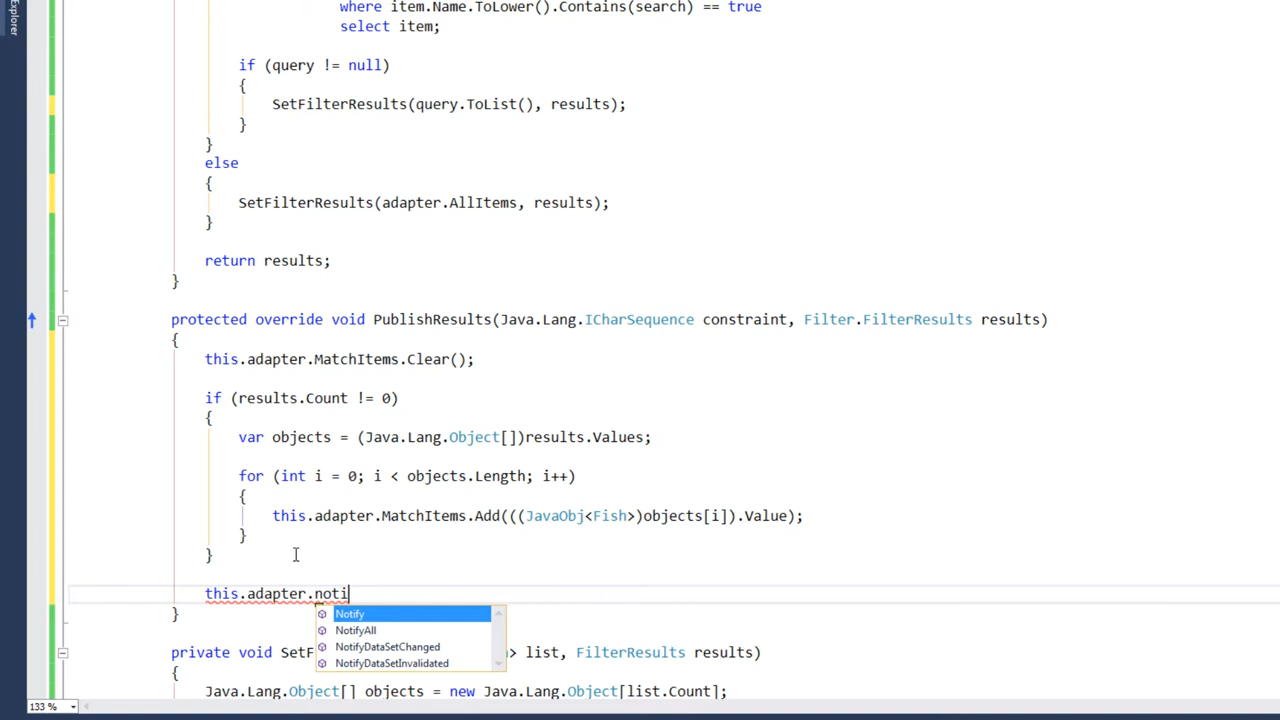 Explorer
where item.Name.ToLower().Contains(search) == true
select item;
if (query != null)
{
SetFilterResults(query.ToList(), results);
}
}
else
{
SetFilterResults(adapter.AllItems, results);
}
return results;
}
protected override void PublishResults(Java.Lang.ICharSequence constraint, Filter.FilterResults results)
{
this.adapter.MatchItems.Clear();
if (results.Count != 0)
{
var objects = (Java.Lang.Object[])results.Values;
for (int i = 0; i < objects.Length; i++)
{
this.adapter.MatchItems.Add(((JavaObj<Fish>)objects[i]).Value);
}
}
this.adapter.noti
Notify
}
NotifyAll
NotifyDataSetChanged
private void SetF > list, FilterResults results)
NotifyDataSetInvalidated
{
Java.Lang.Object[] objects = new Java.Lang.Object[list.Count];
133 %